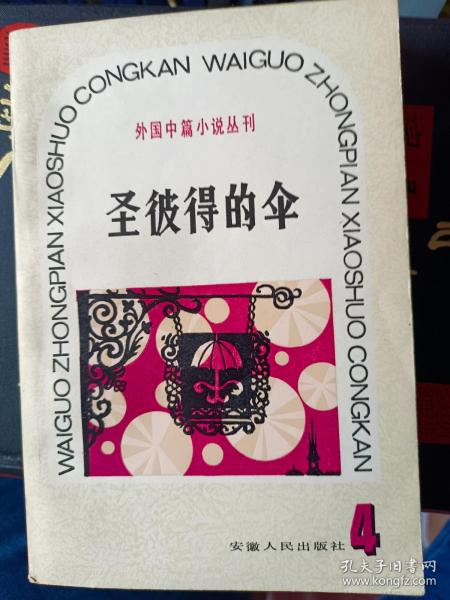 WAIGUO ZHONGPIAN XIAOSHUO CONGKAN WAIGUO ZHONGPIAN XIAOSHUO CONGKAN
外国中篇小说丛刊
圣彼得的伞
安徽人民出版社
4
孔夫子旧书网
www.kongfz.com